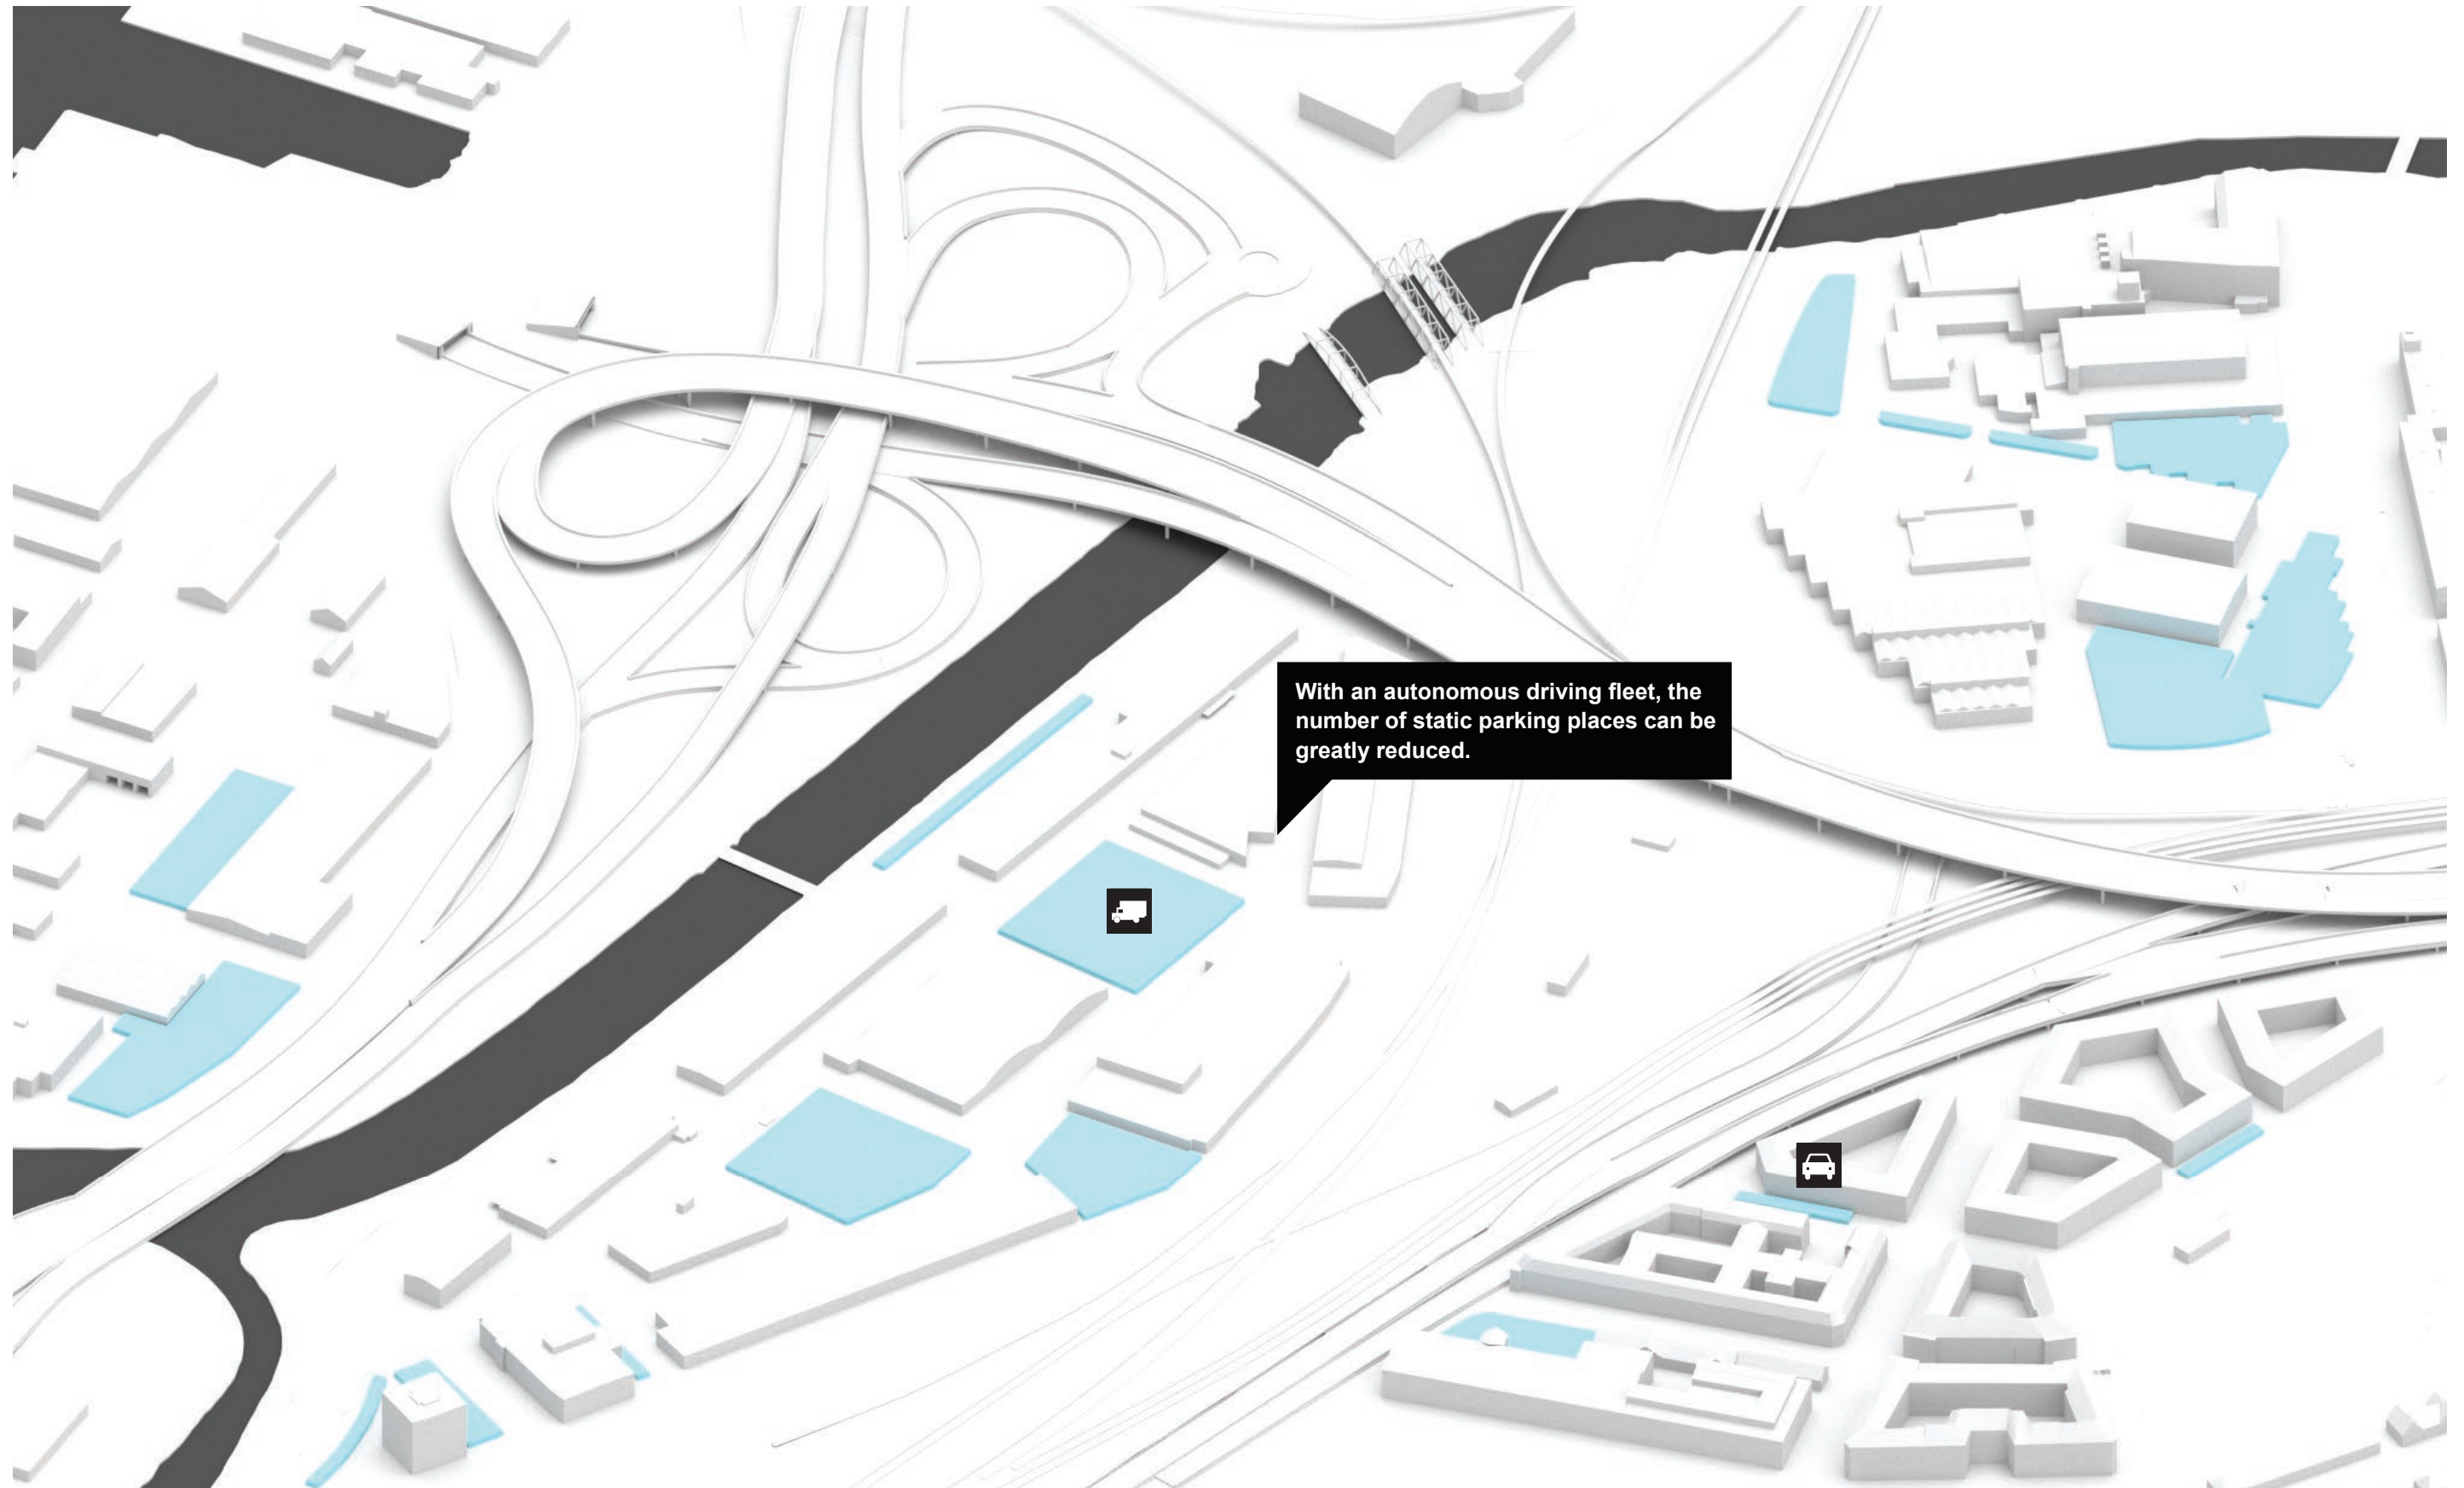 With an autonomous driving fleet, the
number of static parking places can be
greatly reduced.